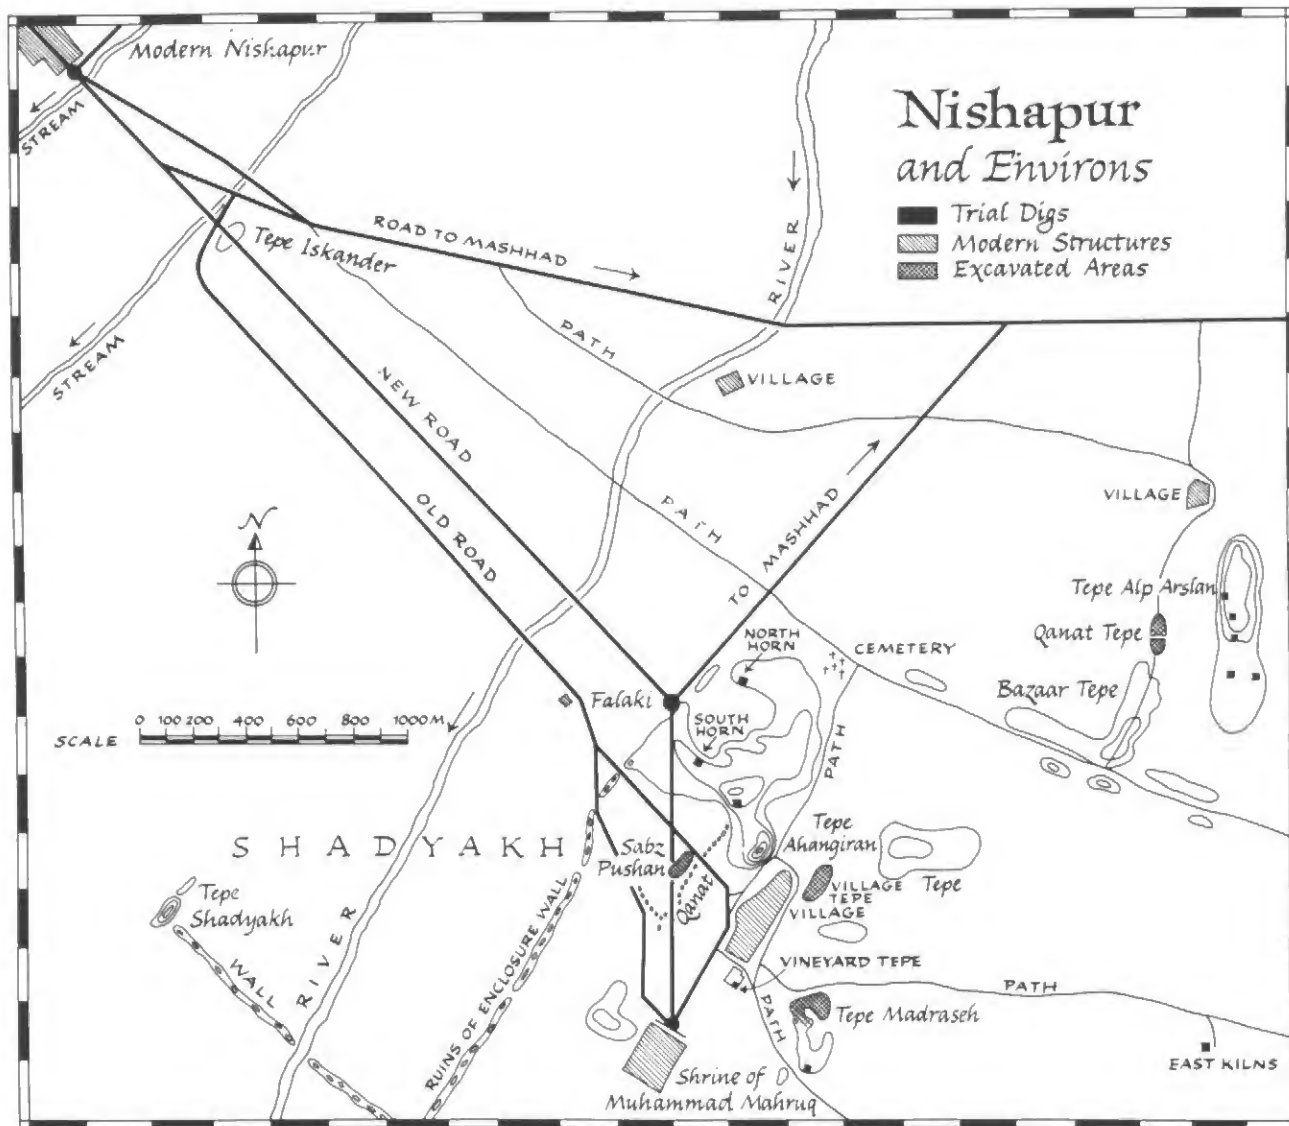 Modern Nishapur
STREAM
Nishapur
and Environs
Trial Digs
Modern Structures
Excavated Areas
Tepe Iskander
ROAD TO MASHHAD
RIVER
STREAM
PATH
NEW ROAD
VILLAGE
OLD ROAD
PATH
TO MASHHAD
VILLAGE
N
Tepe Alp Arslan
Qanat Tepe
NORTH
HORN
CEMETERY
Bazaar Tepe
Falaki
SOUTH
HORN
0 100 200 400 600 800 1000 M.
SCALE
PATH
SHADYAKH
Sabz
Pushan
Tepe
Ahangiran
Tepe
Qanat
VILLAGE
TEPE
VILLAGE
Tepe
Shadyakh
WALL
RIVER
RUINS OF ENCLOSURE WALL
VINEYARD TEPE
PATH
PATH
Tepe Madraseh
EAST KILNS
Shrine of
Muhammad Mahruq